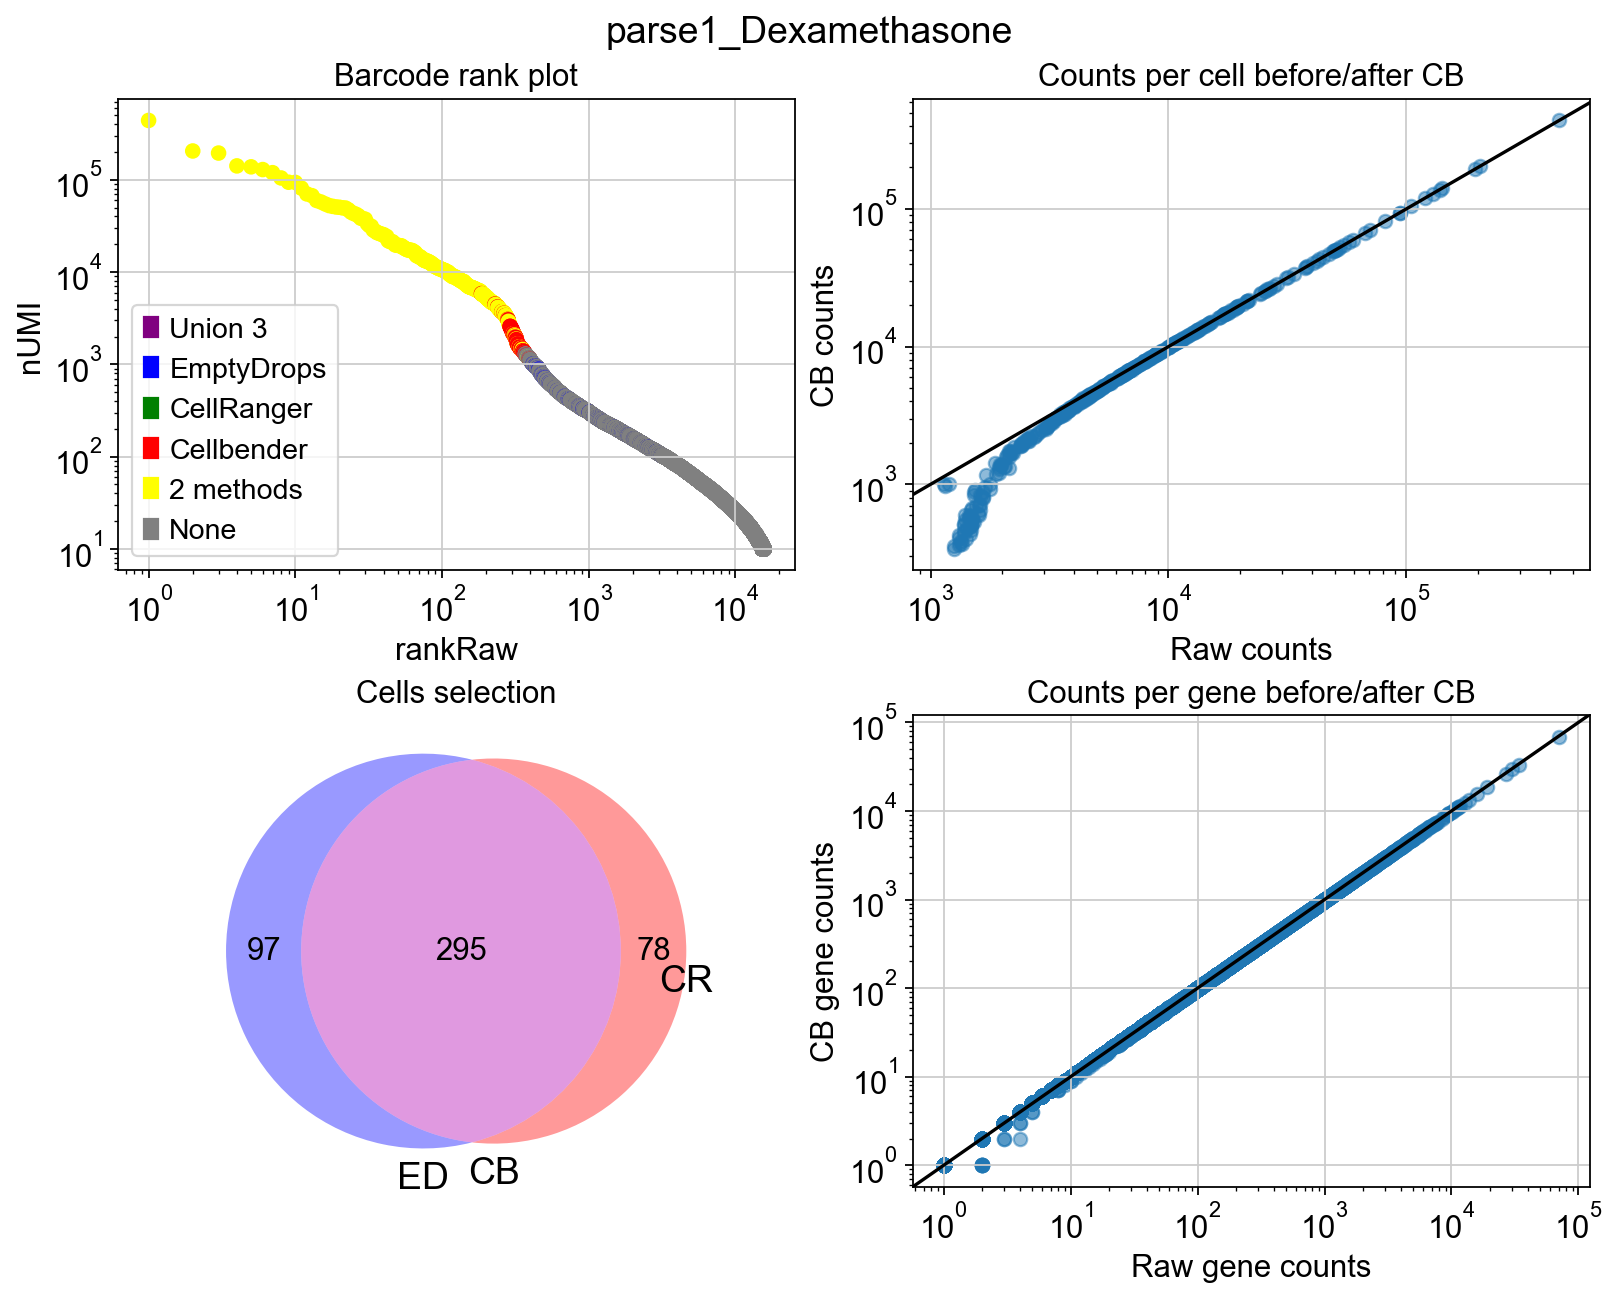 parse1_Dexamethasone
Barcode rank plot
nUMI
10^5
10^4
10^3
10^2
10^1
Union 3
EmptyDrops
CellRanger
Cellbender
2 methods
None
10^0 10^1 10^2 10^3 10^4
rankRaw
Counts per cell before/after CB
CB counts
10^5
10^4
10^3
10^3 10^4 10^5
Raw counts
Cells selection
97 295 78
CR
ED CB
Counts per gene before/after CB
CB gene counts
10^5
10^4
10^3
10^2
10^1
10^0
10^0 10^1 10^2 10^3 10^4 10^5
Raw gene counts